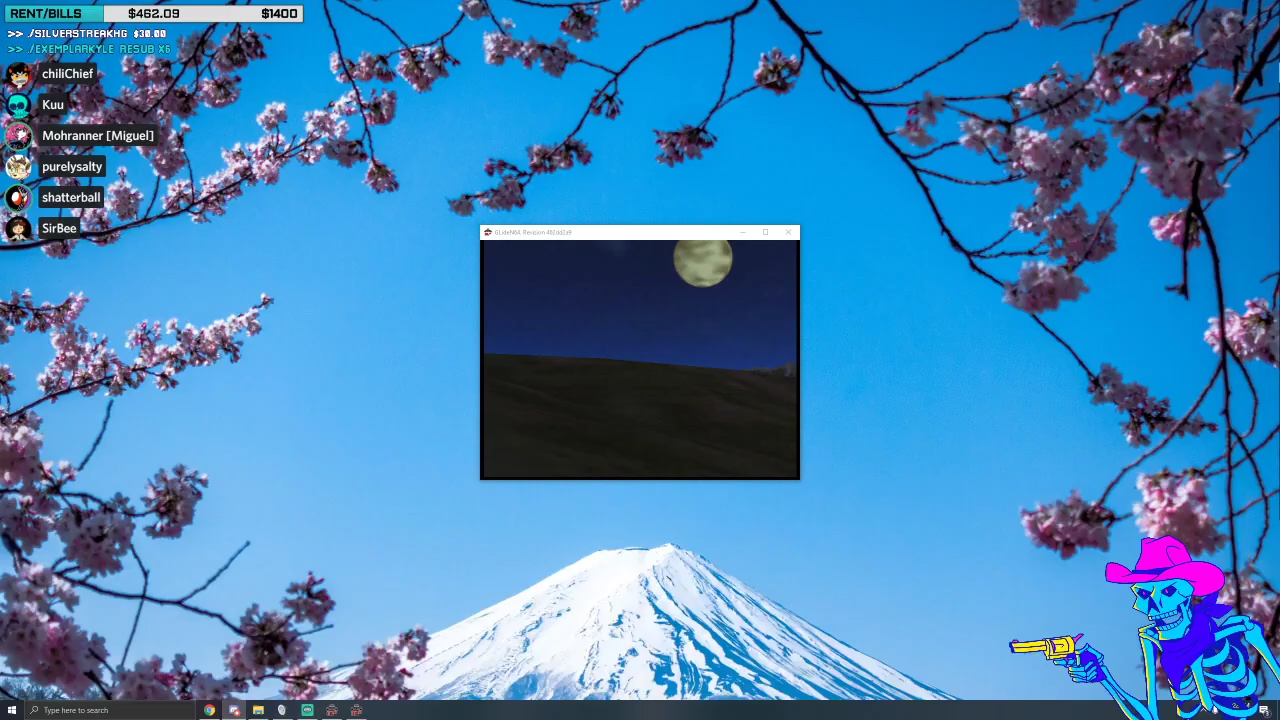 RENT/BILLS $462.09 $1400
>> ./SILVERSTREAKHG $30.00
>> ./EXEMPLARKYLE RESUB X6
chiliChief
Kuu
Mohranner [Miguel]
purelysalty
shatterball
SirBee
Type here to search